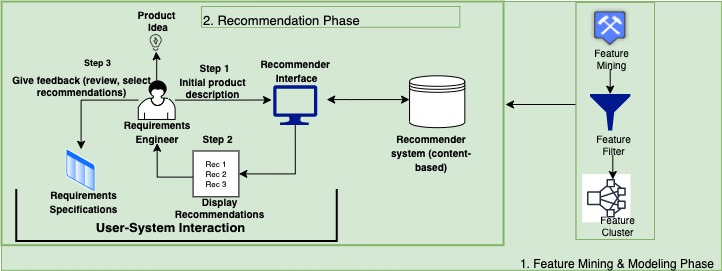 Product
Idea
2. Recommendation Phase
Step 3
Give feedback (review, select
recommendations)
Step 1
Initial product
description
Recommender
Interface
Requirements
Engineer
Recommender
system (content-
based)
Step 2
Rec 1
Rec 2
Rec 3
Display
Recommendations
Requirements
Specifications
User-System Interaction
Feature
Mining
Feature
Filter
Feature
Cluster
1. Feature Mining & Modeling Phase